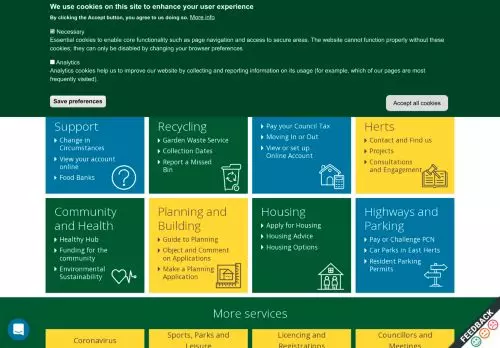 We use cookies on this site to enhance your user experience
By clicking the Accept button, you agree to us doing so. More info
Necessary
Essential cookies to enable core functionality such as page navigation and access to secure areas. The website cannot function properly without these
cookies; they can only be disabled by changing your browser preferences.
Analytics
Analytics cookies help us to improve our website by collecting and reporting information on its usage (for example, which of our pages are most
frequently visited).
Save preferences
Accept all cookies
Support
Change in
Circumstances
View your account
online
Food Banks
Recycling
Garden Waste Service
Collection Dates
Report a Missed
Bin
Pay your Council Tax
Moving In or Out
View or set up
Online Account
Herts
Contact and Find us
Projects
Consultations
and Engagement
Community
and Health
Healthy Hub
Funding for the
community
Environmental
Sustainability
Planning and
Building
Guide to Planning
Object and Comment
on Applications
Make a Planning
Application
Housing
Apply for Housing
Housing Advice
Housing Options
Highways and
Parking
Pay or Challenge PCN
Car Parks in East Herts
Resident Parking
Permits
More services
Coronavirus
Sports, Parks and
Leisure
Licencing and
Registrations
Councillors and
Meetings
FEEDBACK